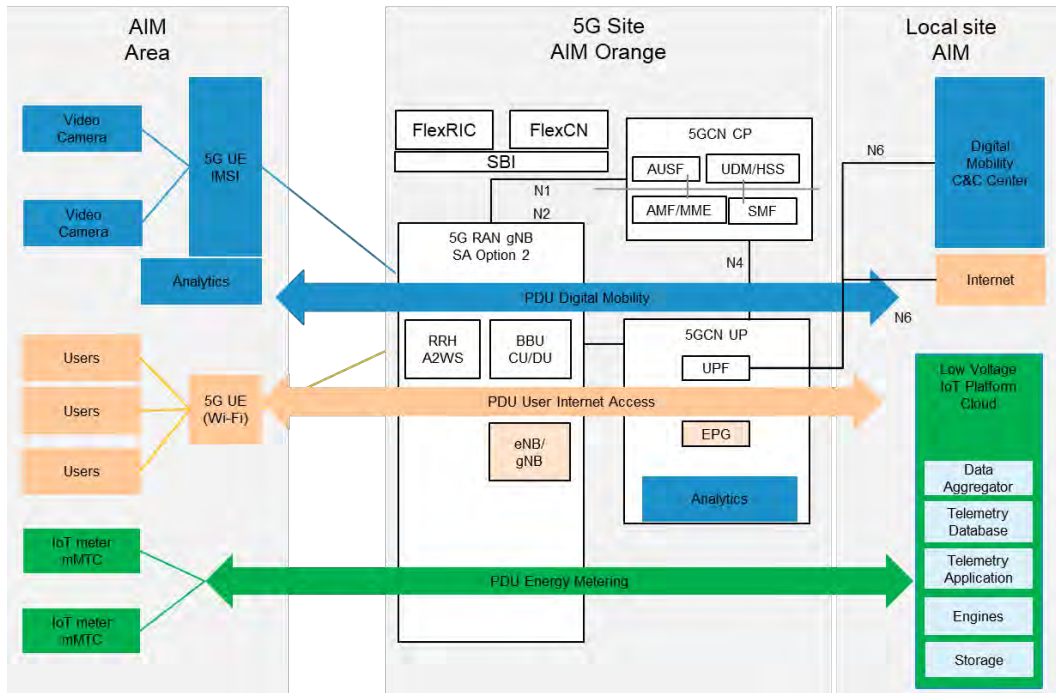 AIM
Area
5G Site
AIM Orange
Local site
AIM
Video
Camera
Video
Camera
5G UE
IMSI
Analytics
Users
Users
Users
5G UE
(Wi-Fi)
IoT meter
mMTC
IoT meter
mMTC
FlexRIC
FlexCN
SBI
N1
N2
5GCN CP
AUSF
UDM/HSS
AMF/MME
SMF
N4
5G RAN gNB
SA Option 2
PDU Digital Mobility
RRH
A2WS
BBU
CU/DU
5GCN UP
UPF
PDU User Internet Access
eNB/
gNB
EPG
Analytics
PDU Energy Metering
N6
N6
Digital
Mobility
C&C Center
Internet
Low Voltage
IoT Platform
Cloud
Data
Aggregator
Telemetry
Database
Telemetry
Application
Engines
Storage